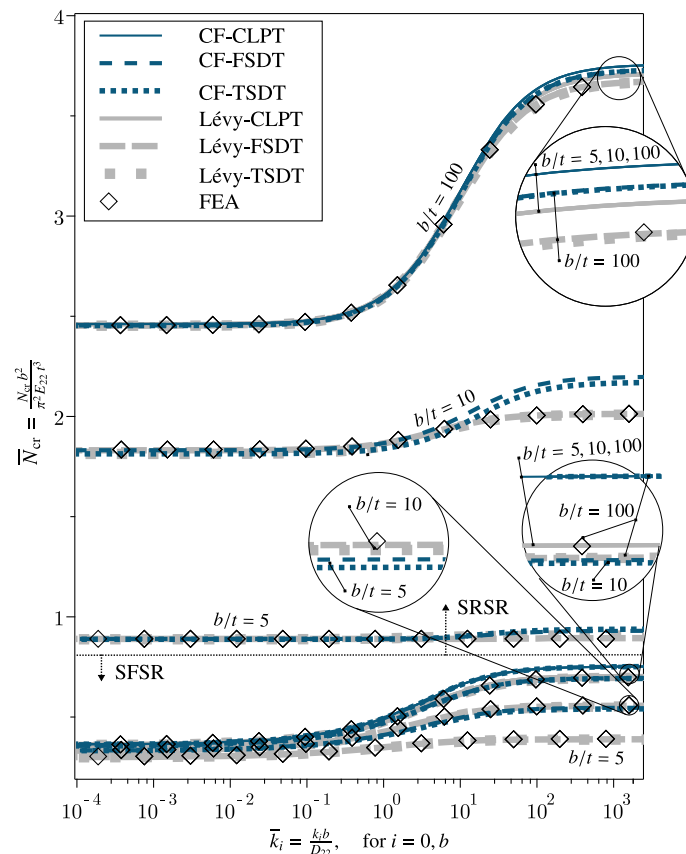 4
CF-CLPT
CF-FSDT
CF-TSDT
Lévy-CLPT
Lévy-FSDT
Lévy-TSDT
FEA
b/t = 100
b/t = 5, 10, 100
b/t = 100
3
N̅cr = Ncr b² / π² E22 t³
2
b/t = 10
b/t = 5, 10, 100
b/t = 10
b/t = 100
b/t = 5
b/t = 10
1
b/t = 5
SRSR
SFSR
b/t = 5
10⁻⁴ 10⁻³ 10⁻² 10⁻¹ 10⁰ 10¹ 10² 10³
k̅i = ki b / D22, for i = 0, b